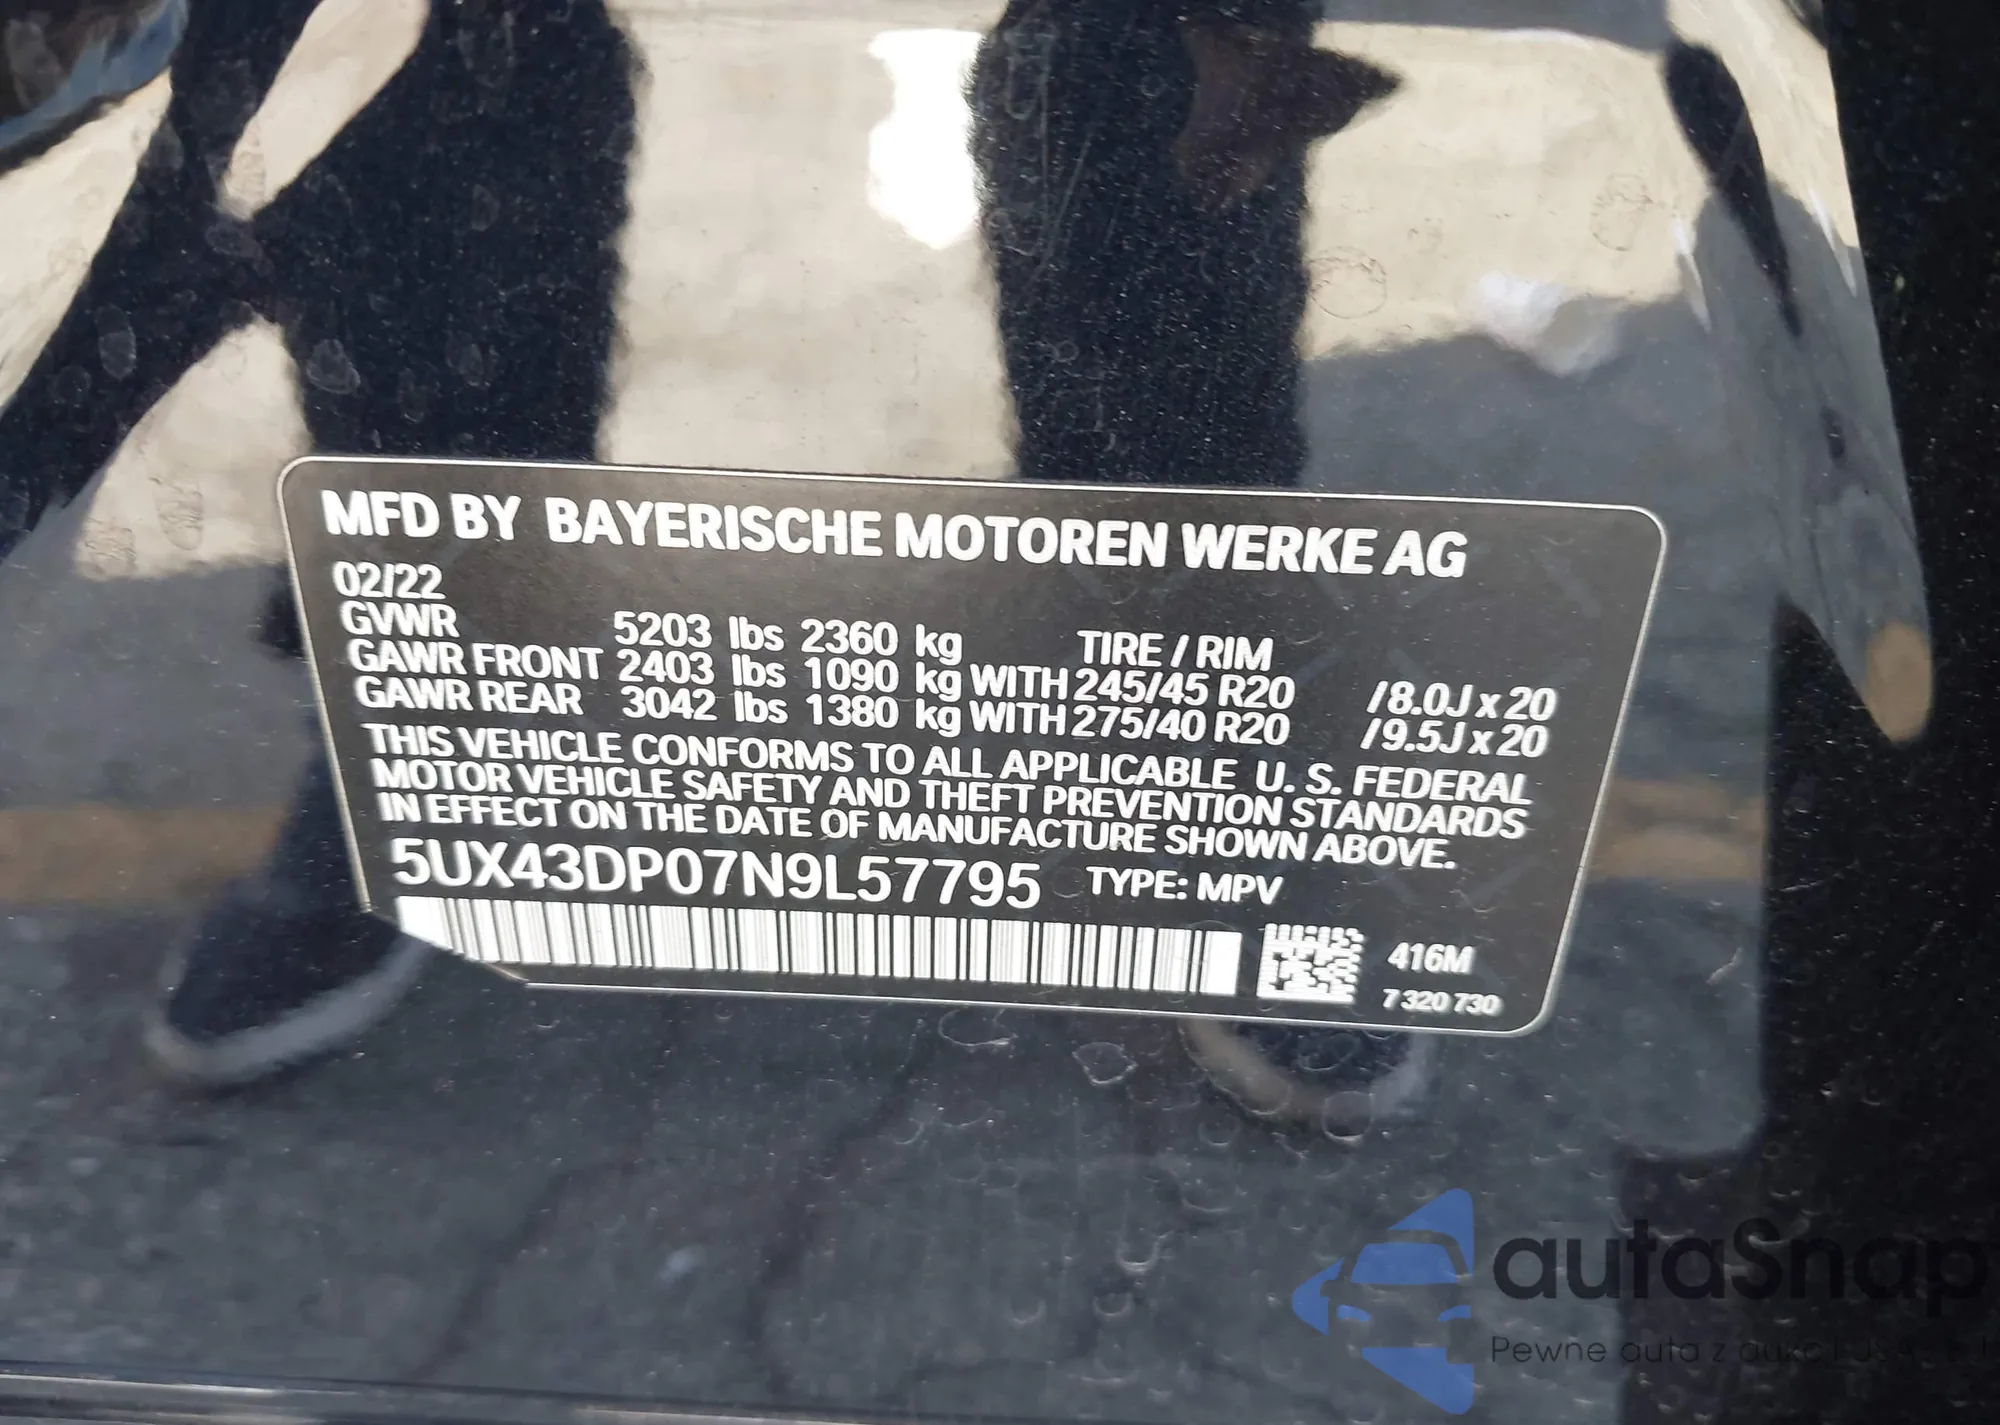 MFD BY BAYERISCHE MOTOREN WERKE AG
02/22
GVWR 5203 lbs 2360 kg TIRE / RIM
GAWR FRONT 2403 lbs 1090 kg WITH 245/45 R20 /8.0J x 20
GAWR REAR 3042 lbs 1380 kg WITH 275/40 R20 /9.5J x 20
THIS VEHICLE CONFORMS TO ALL APPLICABLE U. S. FEDERAL
MOTOR VEHICLE SAFETY AND THEFT PREVENTION STANDARDS
IN EFFECT ON THE DATE OF MANUFACTURE SHOWN ABOVE.
5UX43DP07N9L57795 TYPE: MPV
416M
7 320 730
autaSnap
Pewne auta z aukcji